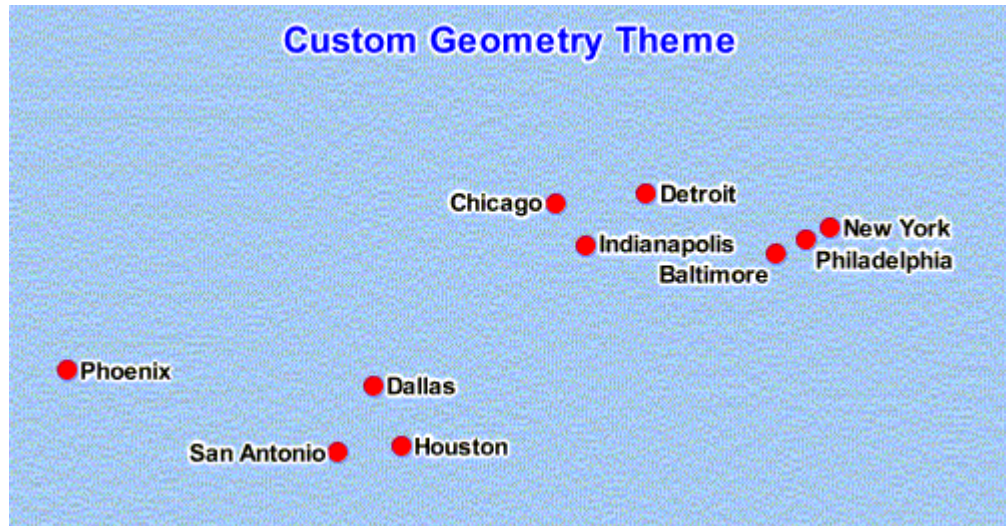 Custom Geometry Theme
Chicago
Detroit
New York
Indianapolis
Philadelphia
Baltimore
Phoenix
Dallas
San Antonio
Houston